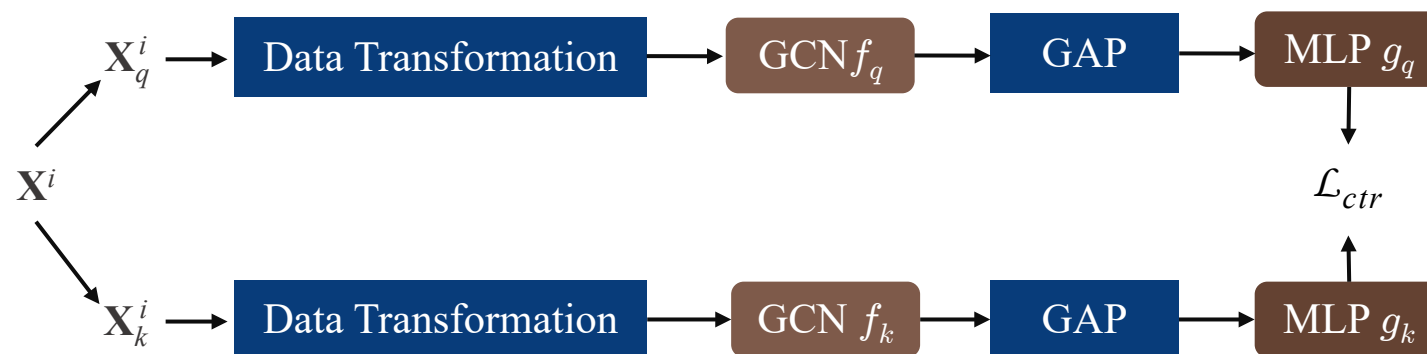 X_q^i Data Transformation GCN f_q GAP MLP g_q
X^i ℒ_ctr
X_k^i Data Transformation GCN f_k GAP MLP g_k